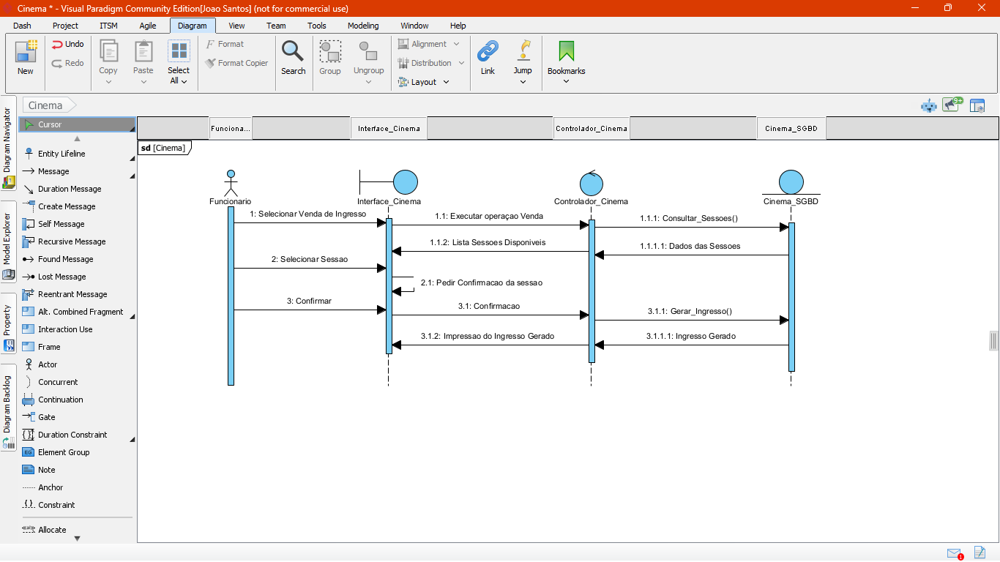 Cinema * - Visual Paradigm Community Edition[Joao Santos] (not for commercial use)
Dash Project ITSM Agile Diagram View Team Tools Modeling Window Help
New
Undo
Redo
Copy
Paste
Select
All
Format
Format Copier
Search
Group
Ungroup
Alignment
Distribution
Layout
Link
Jump
Bookmarks
Cinema
9+
Diagram Navigator
Model Explorer
Property
Diagram Backlog
Cursor
Entity Lifeline
Message
Duration Message
Create Message
Self Message
Recursive Message
Found Message
Lost Message
Reentrant Message
Alt. Combined Fragment
Interaction Use
Frame
Actor
Concurrent
Continuation
Gate
Duration Constraint
EG Element Group
Note
Anchor
{.} Constraint
Allocate
Funciona... Interface_Cinema Controlador_Cinema Cinema_SGBD
sd [Cinema]
Funcionario Interface_Cinema Controlador_Cinema Cinema_SGBD
1: Selecionar Venda de Ingresso
1.1: Executar operaçao Venda
1.1.1: Consultar_Sessoes()
1.1.2: Lista Sessoes Disponiveis
1.1.1.1: Dados das Sessoes
2: Selecionar Sessao
2.1: Pedir Confirmacao da sessao
3: Confirmar
3.1: Confirmacao
3.1.1: Gerar_Ingresso()
3.1.2: Impressao do Ingresso Gerado
3.1.1.1: Ingresso Gerado
1